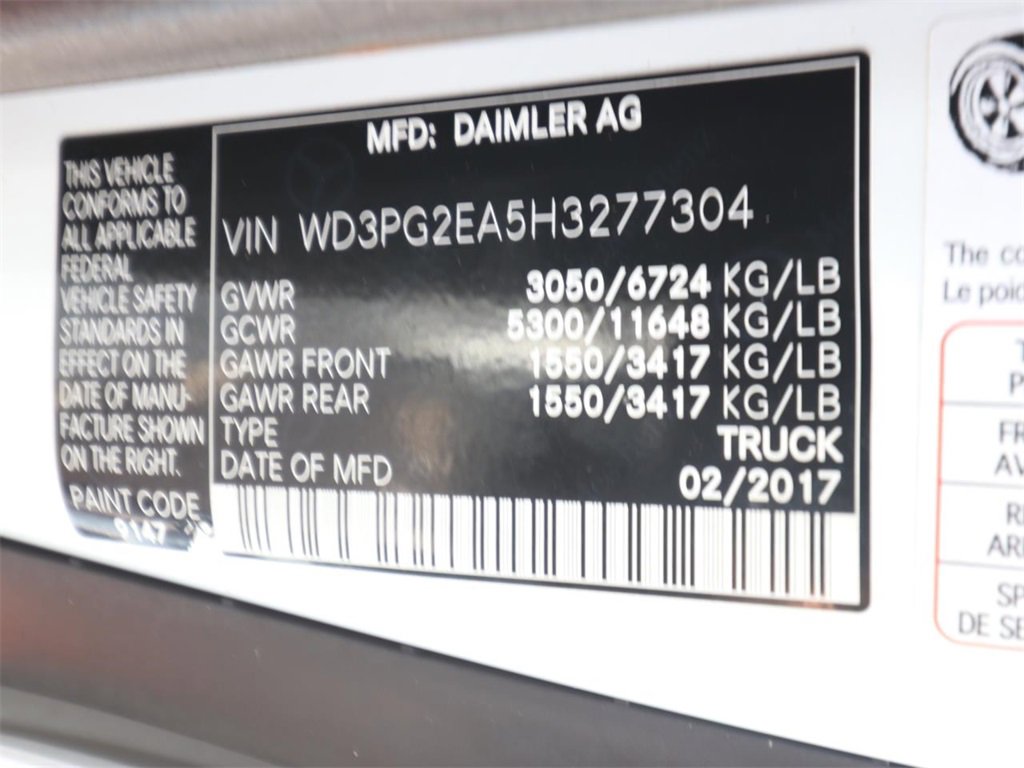 THIS VEHICLE
CONFORMS TO
ALL APPLICABLE
FEDERAL
VEHICLE SAFETY
STANDARDS IN
EFFECT ON THE
DATE OF MANU-
FACTURE SHOWN
ON THE RIGHT.
PAINT CODE
9147
MFD: DAIMLER AG
VIN WD3PG2EA5H3277304
GVWR 3050/6724 KG/LB
GCWR 5300/11648 KG/LB
GAWR FRONT 1550/3417 KG/LB
GAWR REAR 1550/3417 KG/LB
TYPE TRUCK
DATE OF MFD 02/2017
The co
Le poid
T
P
FR
AV
R
ARR
SP
DE SE